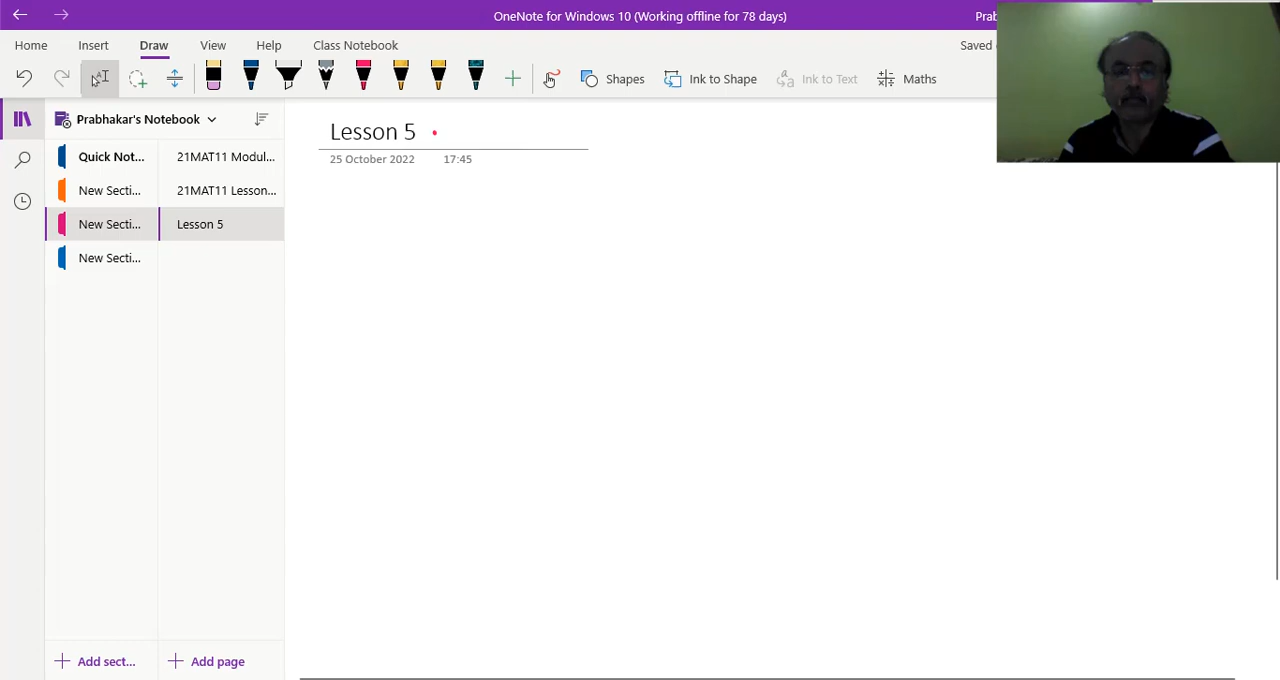 OneNote for Windows 10 (Working offline for 78 days)
Prab
Home Insert Draw View Help Class Notebook
Saved
Shapes Ink to Shape Ink to Text Maths
Prabhakar's Notebook
Quick Not...
New Secti...
New Secti...
New Secti...
21MAT11 Modul...
21MAT11 Lesson...
Lesson 5
Lesson 5
25 October 2022 17:45
Add sect...
Add page